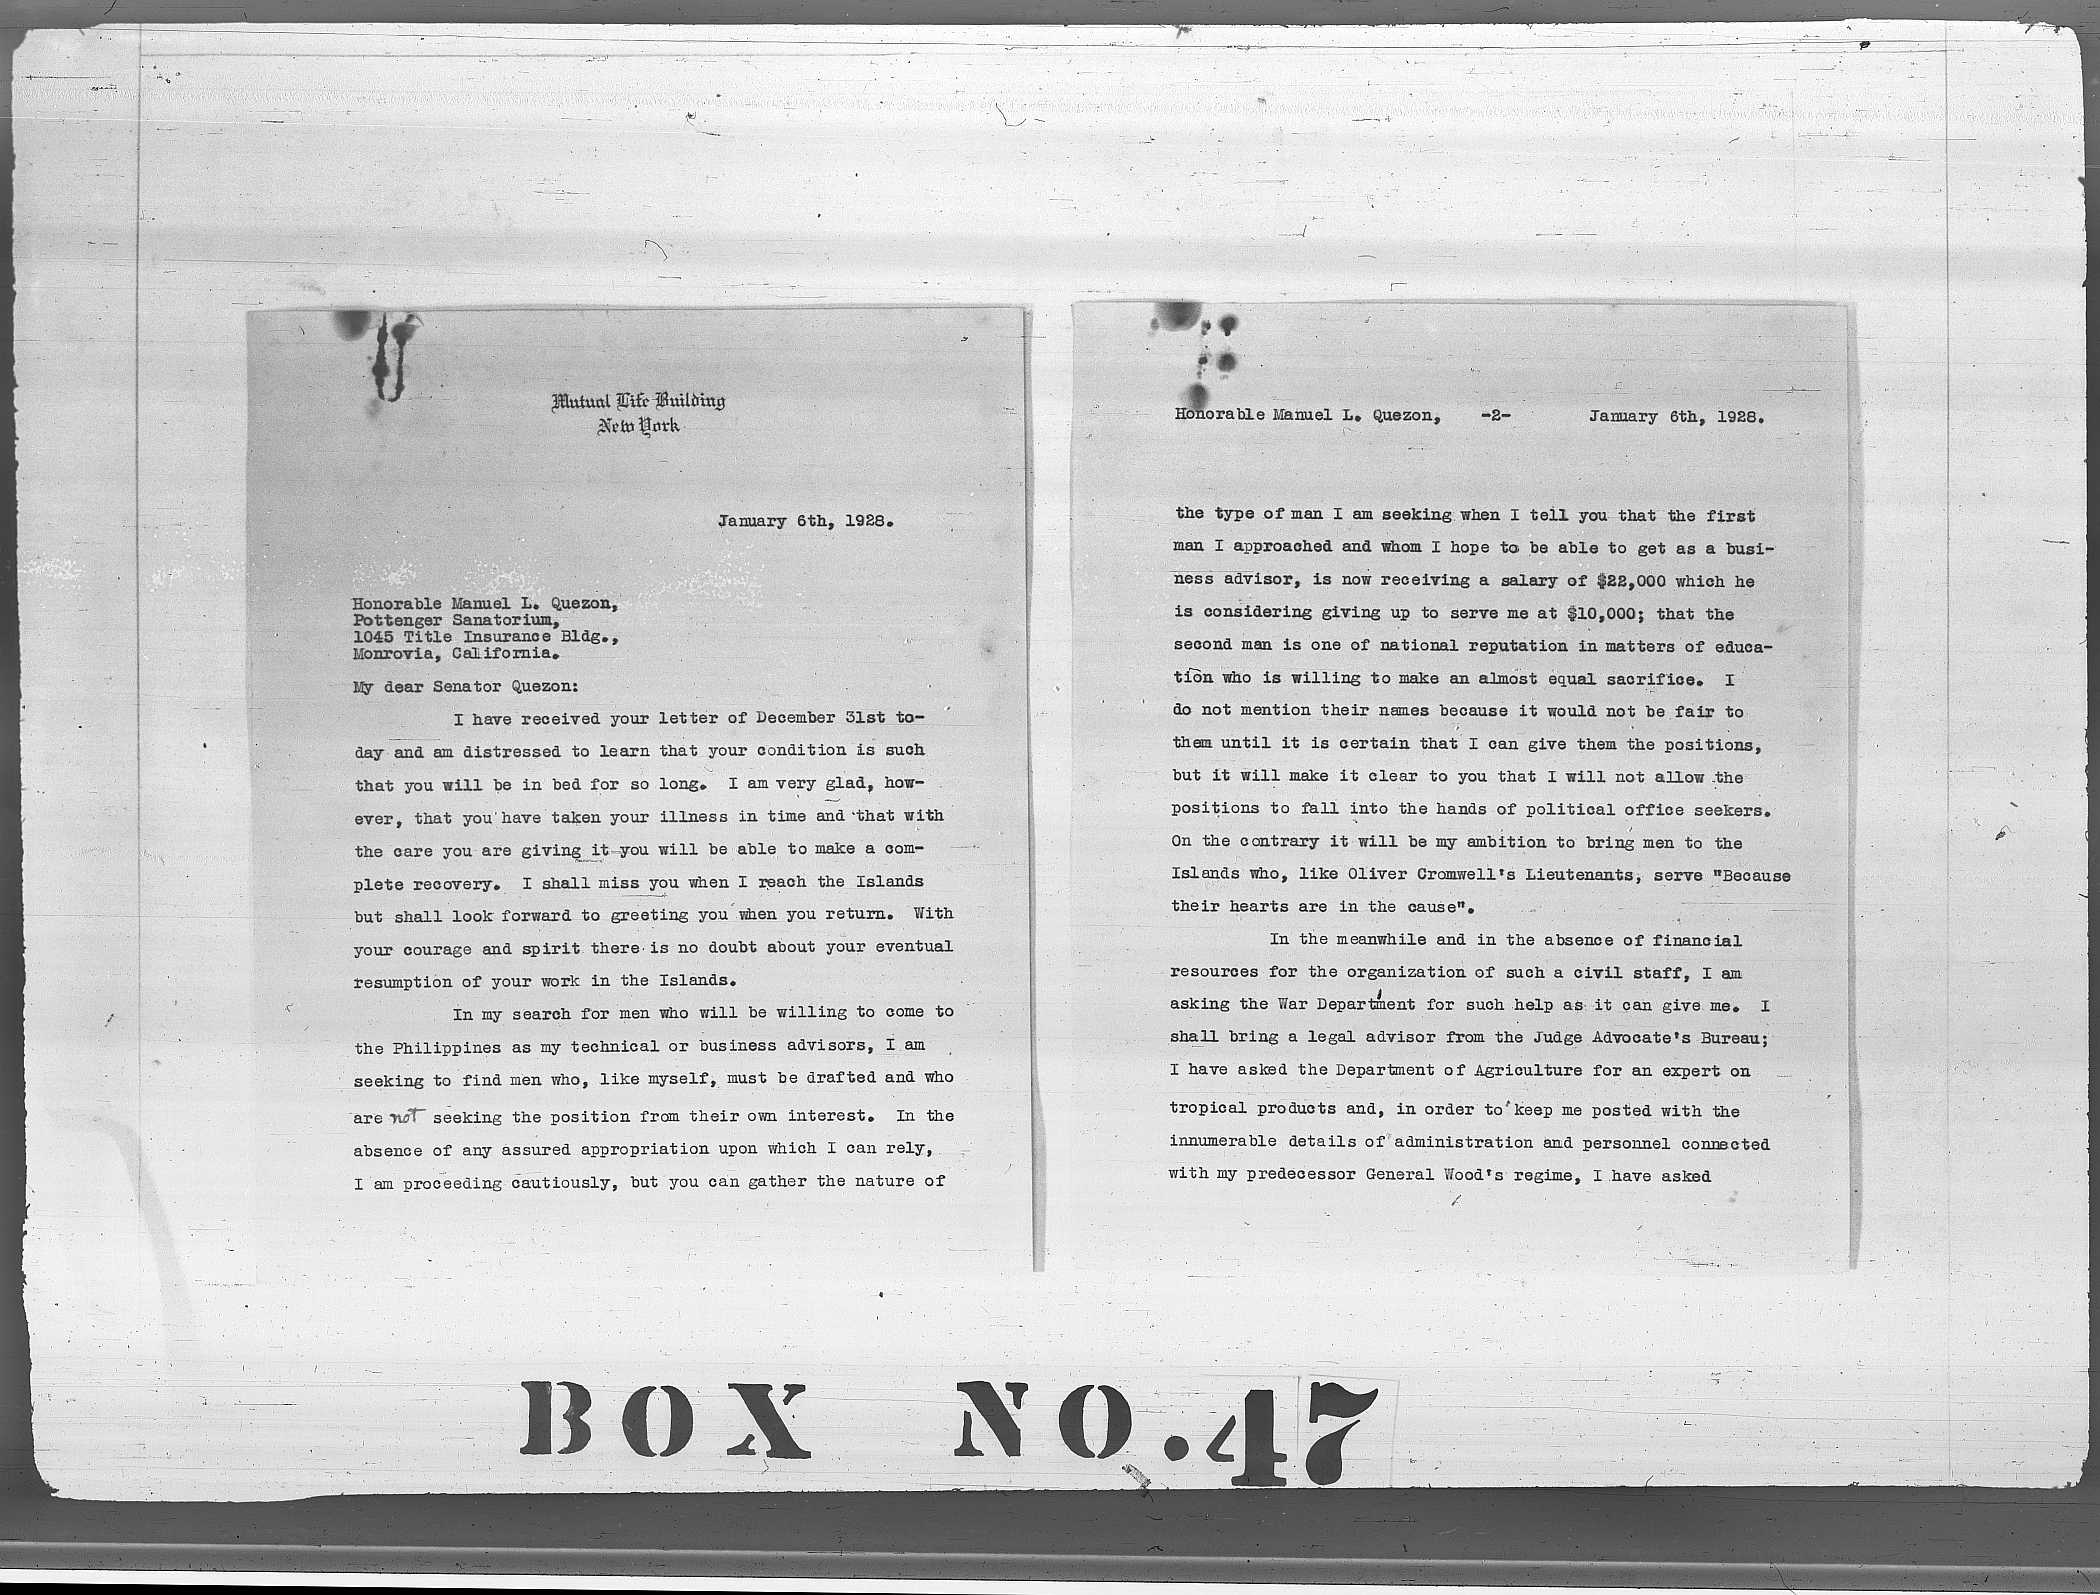 Mutual Life Building
New York
January 6th, 1928.
Honorable Manuel L. Quezon,
Pottenger Sanatorium,
1045 Title Insurance Bldg.,
Monrovia, California.
My dear Senator Quezon:
I have received your letter of December 31st to-
day and am distressed to learn that your condition is such
that you will be in bed for so long. I am very glad, how-
ever, that you have taken your illness in time and that with
the care you are giving it you will be able to make a com-
plete recovery. I shall miss you when I reach the Islands
but shall look forward to greeting you when you return. With
your courage and spirit there is no doubt about your eventual
resumption of your work in the Islands.
In my search for men who will be willing to come to
the Philippines as my technical or business advisors, I am
seeking to find men who, like myself, must be drafted and who
are not seeking the position from their own interest. In the
absence of any assured appropriation upon which I can rely,
I am proceeding cautiously, but you can gather the nature of
Honorable Manuel L. Quezon, -2- January 6th, 1928.
the type of man I am seeking when I tell you that the first
man I approached and whom I hope to be able to get as a busi-
ness advisor, is now receiving a salary of $22,000 which he
is considering giving up to serve me at $10,000; that the
second man is one of national reputation in matters of educa-
tion who is willing to make an almost equal sacrifice. I
do not mention their names because it would not be fair to
them until it is certain that I can give them the positions,
but it will make it clear to you that I will not allow the
positions to fall into the hands of political office seekers.
On the contrary it will be my ambition to bring men to the
Islands who, like Oliver Cromwell's Lieutenants, serve "Because
their hearts are in the cause".
In the meanwhile and in the absence of financial
resources for the organization of such a civil staff, I am
asking the War Department for such help as it can give me. I
shall bring a legal advisor from the Judge Advocate's Bureau;
I have asked the Department of Agriculture for an expert on
tropical products and, in order to keep me posted with the
innumerable details of administration and personnel connected
with my predecessor General Wood's regime, I have asked
BOX NO. 47